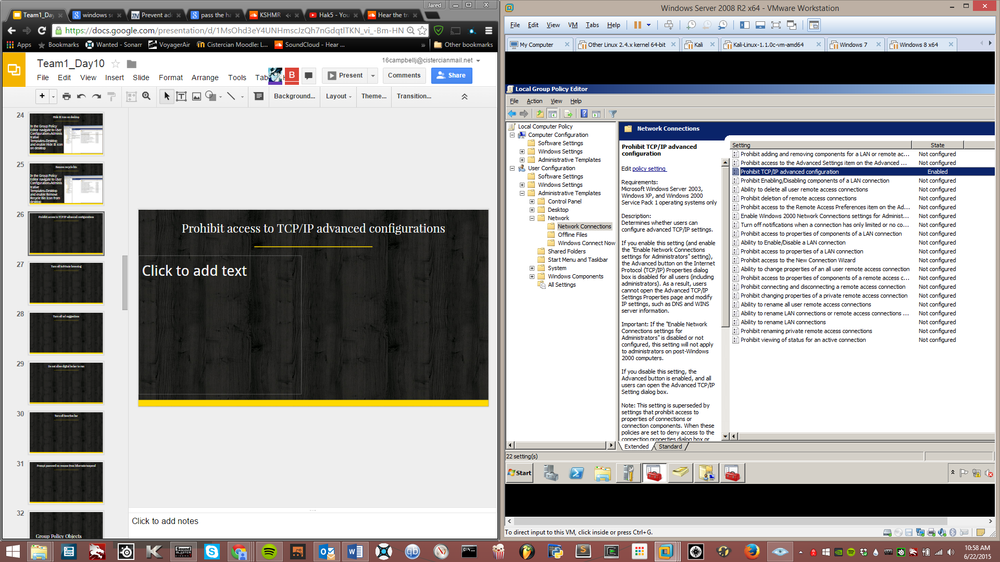 Jared
Team1_Day
windows se
Prevent ad
pass the ha
KSHMR
Hak5 - You
Hear the tr
https://docs.google.com/presentation/d/1MsOhd3eY4UNHmscJzQh7nGdqtlTKN_vi_-Bm-HN
Apps
Bookmarks
Wanted - Sonarr
VoyagerAir
Cistercian Moodle: L...
SoundCloud - Hear ...
»
Other bookmarks
Team1_Day10
16campbellj@cistercianmail.net
File Edit View Insert Slide Format Arrange Tools Tab
B
Present
Comments
Share
Background...
Layout
Theme...
Transition...
24
Hide IE icon on desktop
In the Group Policy
Editor navigate to User
Configuration>Adminis
trative
Templates>Desktop
and enable Hide IE icon
on desktop
25
Remove recycle bin
In the Group Policy
Editor navigate to User
Configuration>Adminis
trative
Templates>Desktop
and enable Remove
Recycle Bin Icon from
desktop
26
Prohibit access to TCP/IP advanced configurations
27
Turn off InPrivate browsing
28
Turn off url suggestions
29
Do not allow digital locker to run
30
Turn off favorites bar
31
Prompt password on resume from hibernate/suspend
32
Group Policy Objects
Prohibit access to TCP/IP advanced configurations
Click to add text
Click to add notes
Windows Server 2008 R2 x64 - VMware Workstation
File Edit View VM Tabs Help
My Computer
Other Linux 2.4.x kernel 64-bit
Kali
Kali-Linux-1.1.0c-vm-amd64
Windows 7
Windows 8 x64
Local Group Policy Editor
File Action View Help
Local Computer Policy
Computer Configuration
Software Settings
Windows Settings
Administrative Templates
User Configuration
Software Settings
Windows Settings
Administrative Templates
Control Panel
Desktop
Network
Network Connections
Offline Files
Windows Connect Now
Shared Folders
Start Menu and Taskbar
System
Windows Components
All Settings
Network Connections
Prohibit TCP/IP advanced
configuration
Edit policy setting
Requirements:
Microsoft Windows Server 2003,
Windows XP, and Windows 2000
Service Pack 1 operating systems only
Description:
Determines whether users can
configure advanced TCP/IP settings.
If you enable this setting (and enable
the "Enable Network Connections
settings for Administrators" setting),
the Advanced button on the Internet
Protocol (TCP/IP) Properties dialog
box is disabled for all users (including
administrators). As a result, users
cannot open the Advanced TCP/IP
Settings Properties page and modify
IP settings, such as DNS and WINS
server information.
Important: If the "Enable Network
Connections settings for
Administrators" is disabled or not
configured, this setting will not apply
to administrators on post-Windows
2000 computers.
If you disable this setting, the
Advanced button is enabled, and all
users can open the Advanced TCP/IP
Setting dialog box.
Note: This setting is superseded by
settings that prohibit access to
properties of connections or
connection components. When these
policies are set to deny access to the
connection properties dialog box or
Setting State
Prohibit adding and removing components for a LAN or remote ac... Not configured
Prohibit access to the Advanced Settings item on the Advanced ... Not configured
Prohibit TCP/IP advanced configuration Enabled
Prohibit Enabling/Disabling components of a LAN connection Not configured
Ability to delete all user remote access connections Not configured
Prohibit deletion of remote access connections Not configured
Prohibit access to the Remote Access Preferences item on the Ad... Not configured
Enable Windows 2000 Network Connections settings for Administ... Not configured
Turn off notifications when a connection has only limited or no co... Not configured
Prohibit access to properties of components of a LAN connection Not configured
Ability to Enable/Disable a LAN connection Not configured
Prohibit access to properties of a LAN connection Not configured
Prohibit access to the New Connection Wizard Not configured
Ability to change properties of an all user remote access connection Not configured
Prohibit access to properties of components of a remote access c... Not configured
Prohibit connecting and disconnecting a remote access connection Not configured
Prohibit changing properties of a private remote access connection Not configured
Ability to rename all user remote access connections Not configured
Ability to rename LAN connections or remote access connections ... Not configured
Ability to rename LAN connections Not configured
Prohibit renaming private remote access connections Not configured
Prohibit viewing of status for an active connection Not configured
Extended Standard
22 setting(s)
Start
To direct input to this VM, click inside or press Ctrl+G.
10:58 AM
6/22/2015